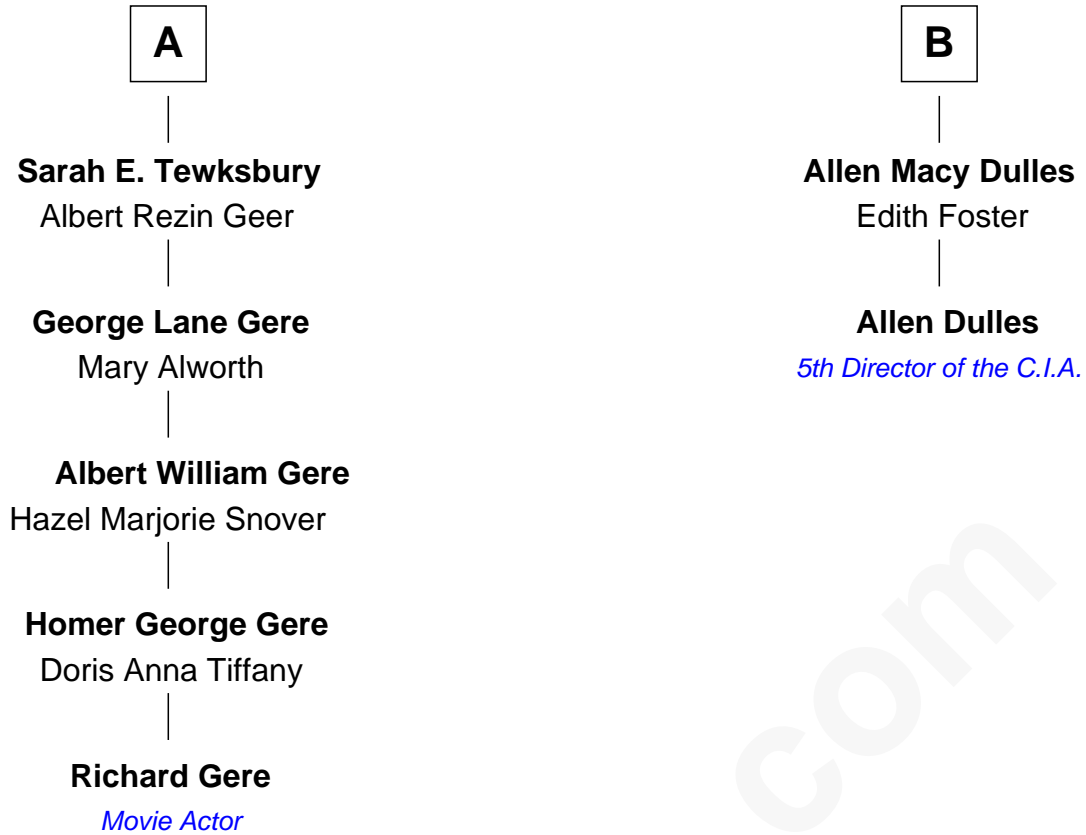 A
Sarah E. Tewksbury
Albert Rezin Geer
George Lane Gere
Mary Alworth
Albert William Gere
Hazel Marjorie Snover
Homer George Gere
Doris Anna Tiffany
Richard Gere
Movie Actor
B
Allen Macy Dulles
Edith Foster
Allen Dulles
5th Director of the C.I.A.
com